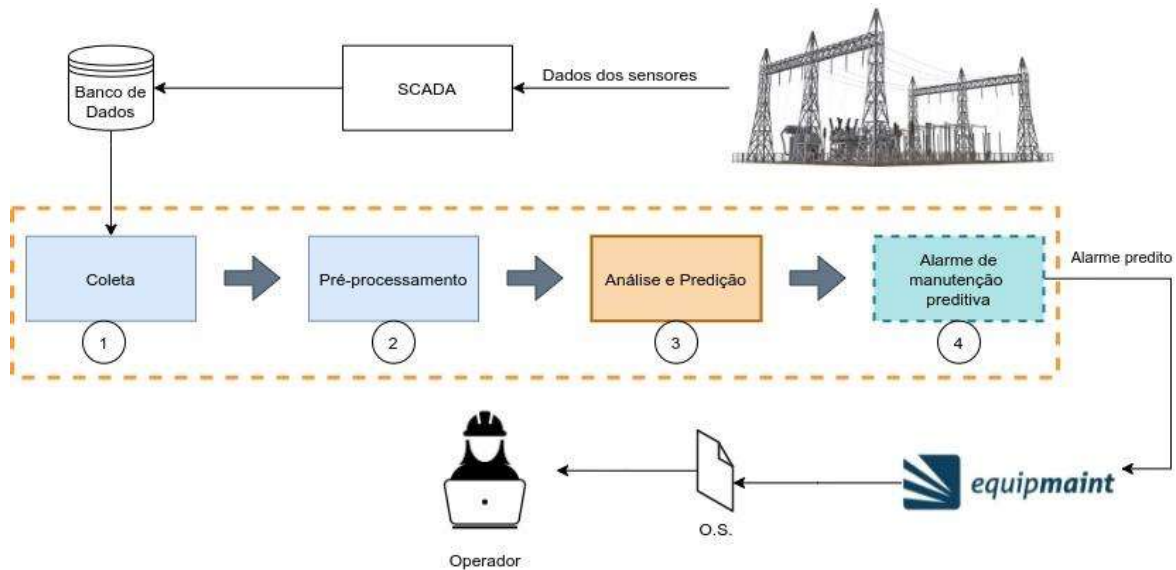 Banco de
Dados
SCADA
Dados dos sensores
Coleta
Pré-processamento
Análise e Predição
Alarme de
manutenção
preditiva
Alarme predito
1
2
3
4
Operador
O.S.
equipmaint